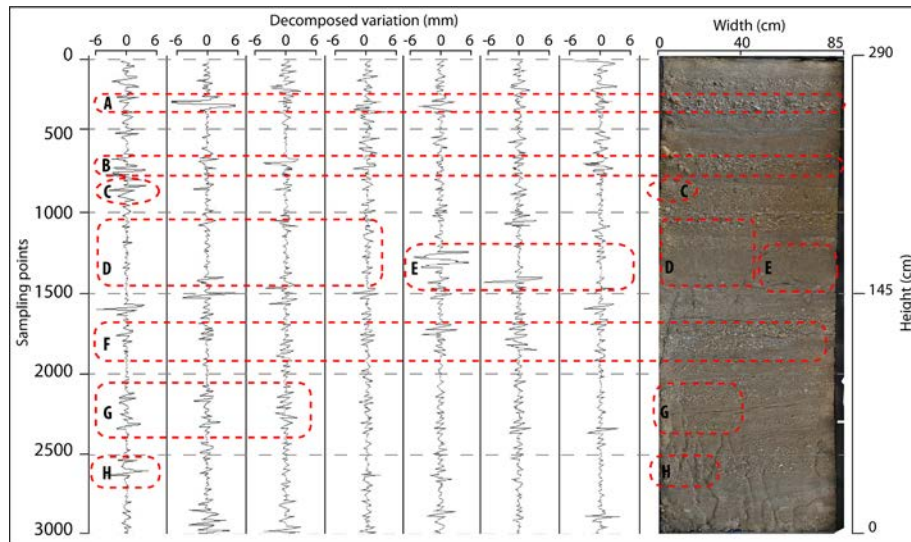 Decomposed variation (mm)
Width (cm)
-6 0 6 -6 0 6 -6 0 6 -6 0 6 -6 0 6 -6 0 6 -6 0 6
0 40 85
0
290
A
A
500
B
B
C
C
1000
D
E
D
E
1500
145
F
F
2000
G
G
2500
H
H
3000
0
Sampling points
Height (cm)